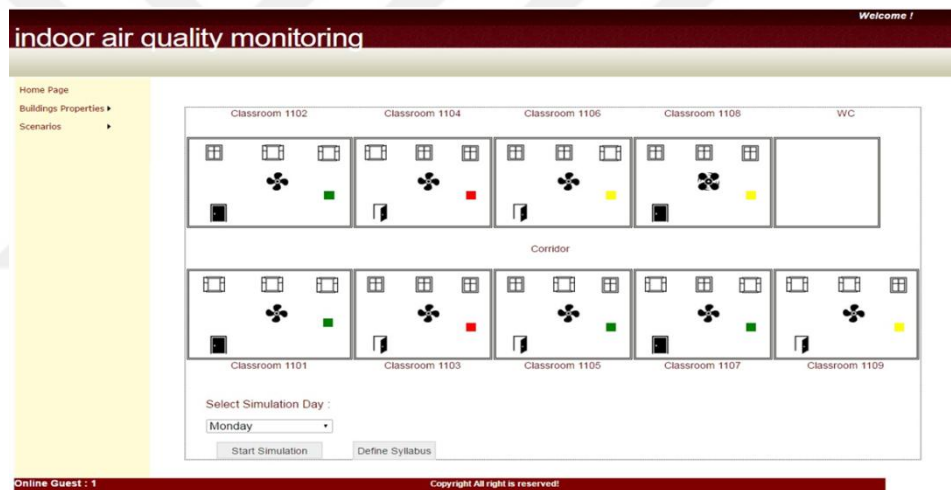 Welcome !
indoor air quality monitoring
Home Page
Buildings Properties
Scenarios
Classroom 1102 Classroom 1104 Classroom 1106 Classroom 1108 WC
Corridor
Classroom 1101 Classroom 1103 Classroom 1105 Classroom 1107 Classroom 1109
Select Simulation Day :
Monday
Start Simulation Define Syllabus
Online Guest : 1 Copyright All right is reserved!